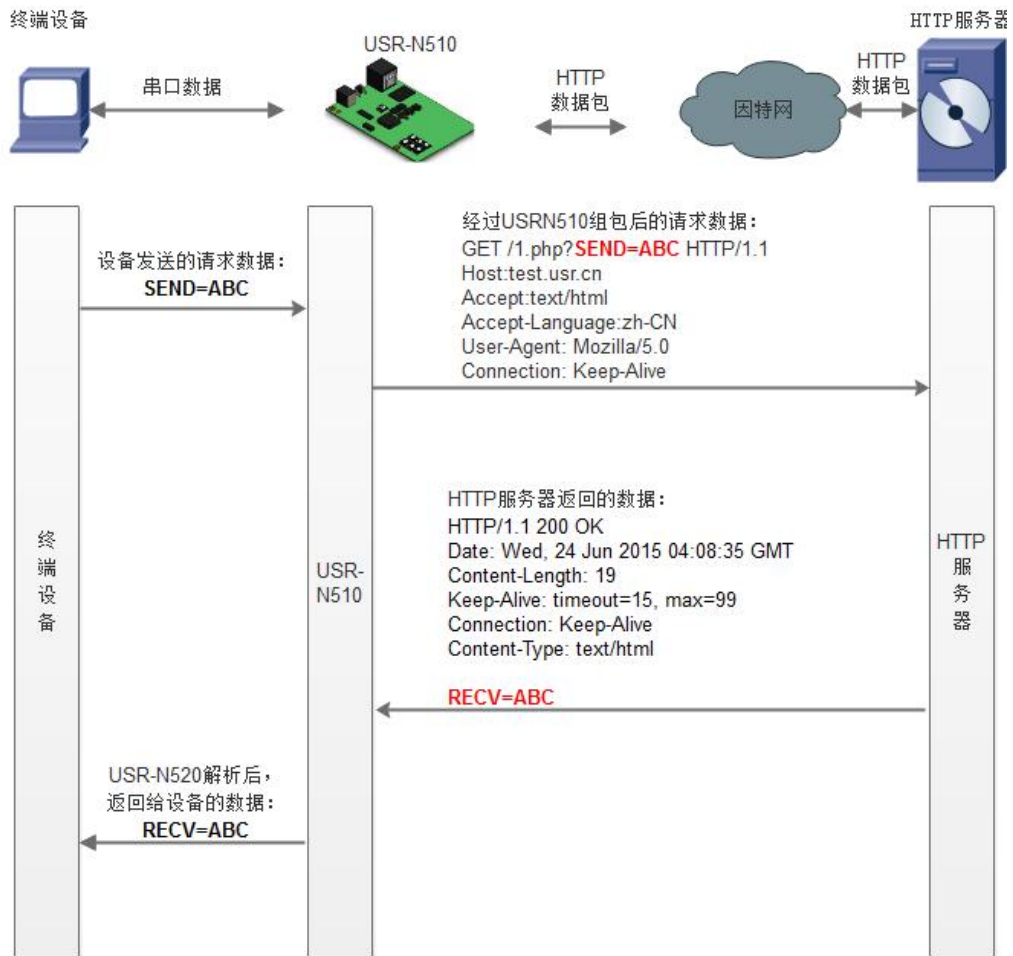 终端设备
HTTP服务器
USR-N510
串口数据
HTTP
数据包
因特网
HTTP
数据包
设备发送的请求数据：
SEND=ABC
经过USRN510组包后的请求数据：
GET /1.php?SEND=ABC HTTP/1.1
Host:test.usr.cn
Accept:text/html
Accept-Language:zh-CN
User-Agent: Mozilla/5.0
Connection: Keep-Alive
HTTP服务器返回的数据：
HTTP/1.1 200 OK
Date: Wed, 24 Jun 2015 04:08:35 GMT
Content-Length: 19
Keep-Alive: timeout=15, max=99
Connection: Keep-Alive
Content-Type: text/html
RECV=ABC
终
端
设
备
USR-
N510
HTTP
服
务
器
USR-N520解析后，
返回给设备的数据：
RECV=ABC